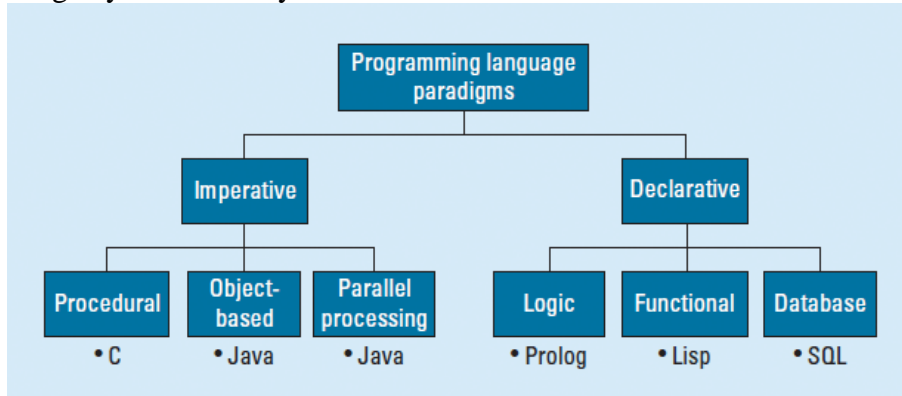 Programming language
paradigms
Imperative
Declarative
Procedural
Object-
based
Parallel
processing
Logic
Functional
Database
• C
• Java
• Java
• Prolog
• Lisp
• SQL